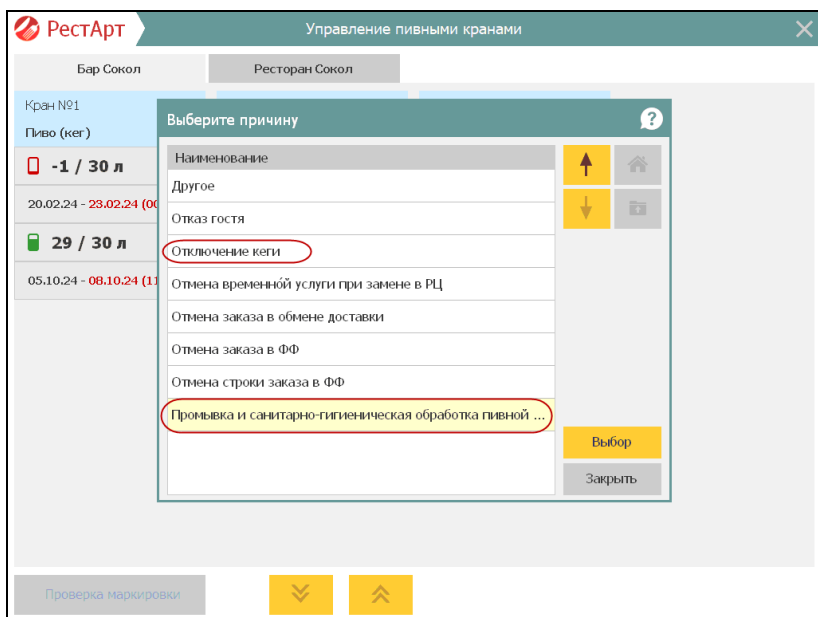 РестАрт
Управление пивными кранами
Бар Сокол
Ресторан Сокол
Кран №1
Пиво (кег)
-1 / 30 л
20.02.24 - 23.02.24 (00
29 / 30 л
05.10.24 - 08.10.24 (11
Выберите причину
?
Наименование
Другое
Отказ гостя
Отключение кеги
Отмена временно́й услуги при замене в РЦ
Отмена заказа в обмене доставки
Отмена заказа в ФФ
Отмена строки заказа в ФФ
Промывка и санитарно-гигиеническая обработка пивной ...
Выбор
Закрыть
Проверка маркировки